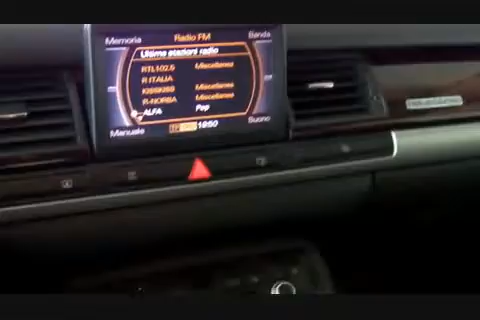 Memoria Radio FM Banda
Ultime stazioni radio
RTL102.5 Miscellanea
R ITALIA
KISSKISS Miscellanea
R-NORBA Miscellanea
ALFA Pop
Manuale 19:50 Suono